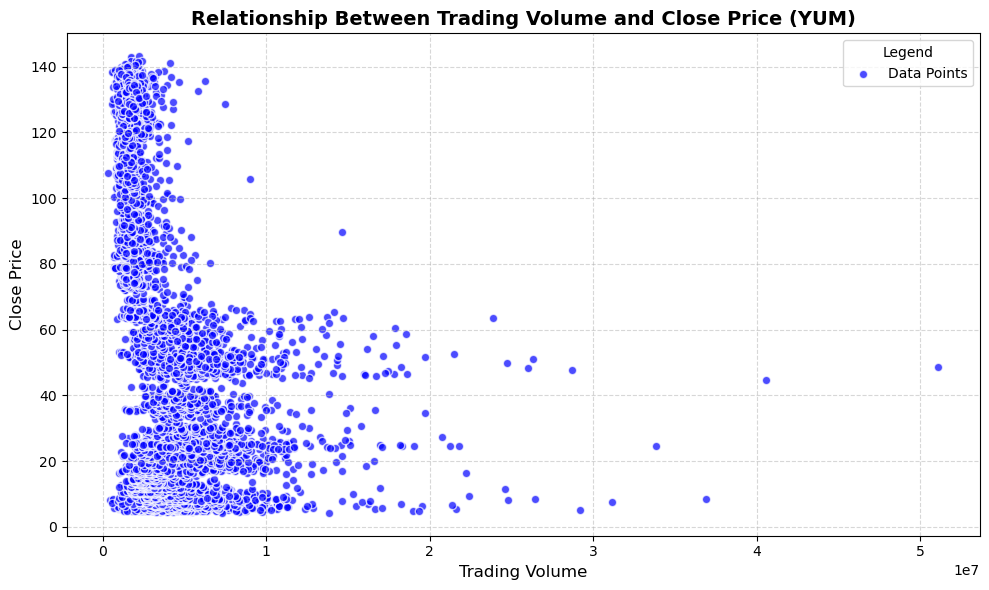 Relationship Between Trading Volume and Close Price (YUM)
Legend
Data Points
Close Price
140
120
100
80
60
40
20
0
0 1 2 3 4 5
1e7
Trading Volume